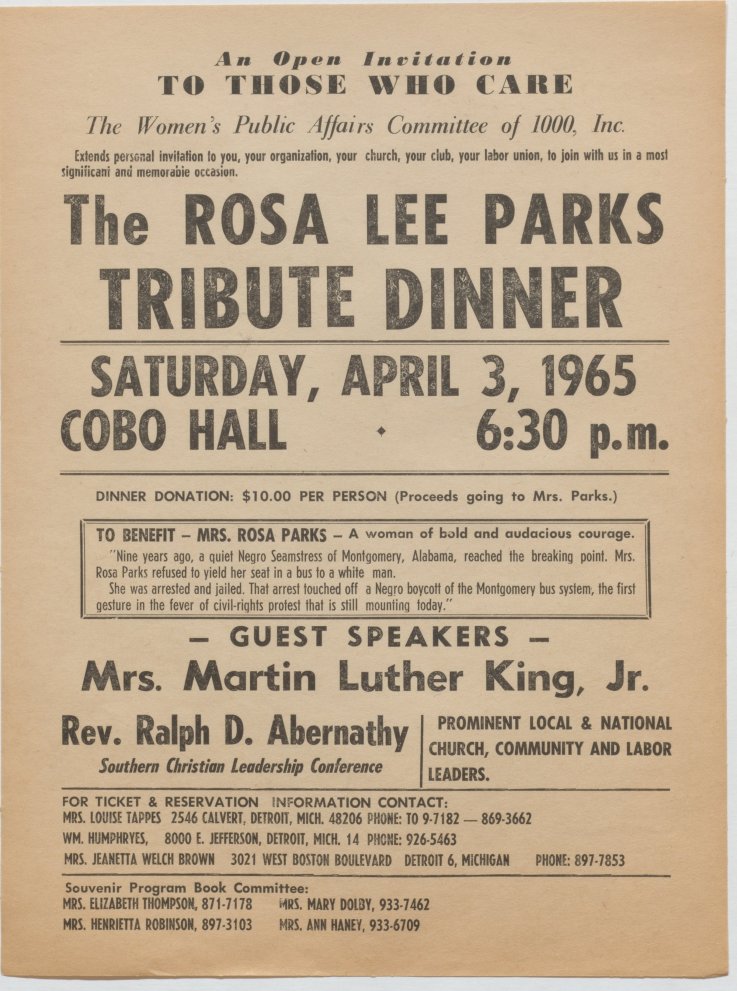 An Open Invitation
TO THOSE WHO CARE
The Women's Public Affairs Committee of 1000, Inc.
Extends personal invitation to you, your organization, your church, your club, your labor union, to join with us in a most
significant and memorable occasion.
The ROSA LEE PARKS
TRIBUTE DINNER
SATURDAY, APRIL 3, 1965
COBO HALL 6:30 p.m.
DINNER DONATION: $10.00 PER PERSON (Proceeds going to Mrs. Parks.)
TO BENEFIT – MRS. ROSA PARKS – A woman of bold and audacious courage.
"Nine years ago, a quiet Negro Seamstress of Montgomery, Alabama, reached the breaking point. Mrs.
Rosa Parks refused to yield her seat in a bus to a white man.
She was arrested and jailed. That arrest touched off a Negro boycott of the Montgomery bus system, the first
gesture in the fever of civil-rights protest that is still mounting today."
– GUEST SPEAKERS –
Mrs. Martin Luther King, Jr.
Rev. Ralph D. Abernathy
Southern Christian Leadership Conference
PROMINENT LOCAL & NATIONAL
CHURCH, COMMUNITY AND LABOR
LEADERS.
FOR TICKET & RESERVATION INFORMATION CONTACT:
MRS. LOUISE TAPPES 2546 CALVERT, DETROIT, MICH. 48206 PHONE: TO 9-7182 — 869-3662
WM. HUMPHRYES, 8000 E. JEFFERSON, DETROIT, MICH. 14 PHONE: 926-5463
MRS. JEANETTA WELCH BROWN 3021 WEST BOSTON BOULEVARD DETROIT 6, MICHIGAN PHONE: 897-7853
Souvenir Program Book Committee:
MRS. ELIZABETH THOMPSON, 871-7178 MRS. MARY DOLBY, 933-7462
MRS. HENRIETTA ROBINSON, 897-3103 MRS. ANN HANEY, 933-6709